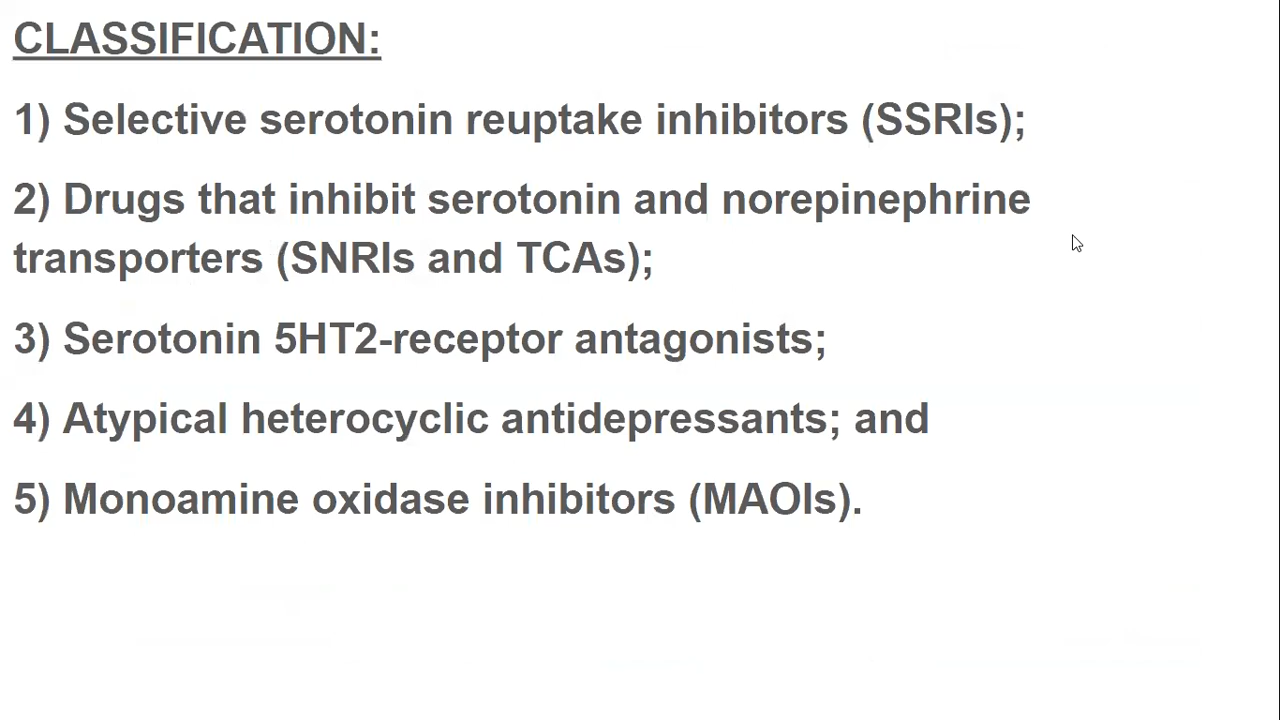 CLASSIFICATION:
1) Selective serotonin reuptake inhibitors (SSRIs);
2) Drugs that inhibit serotonin and norepinephrine
transporters (SNRIs and TCAs);
3) Serotonin 5HT2-receptor antagonists;
4) Atypical heterocyclic antidepressants; and
5) Monoamine oxidase inhibitors (MAOIs).